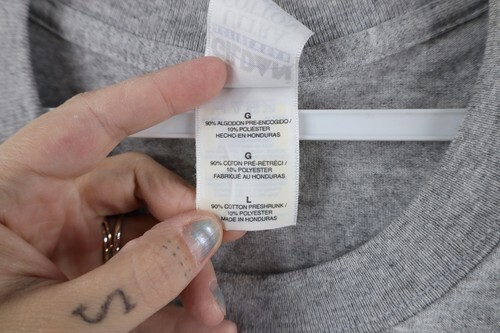 G
90% ALGODON PRE-ENCOGIDO /
10% POLIESTER
HECHO EN HONDURAS
G
90% COTON PRÉ-RÉTRÉCI /
10% POLYESTER
FABRIQUÉ AU HONDURAS
L
90% COTTON PRESHRUNK /
10% POLYESTER
MADE IN HONDURAS
S